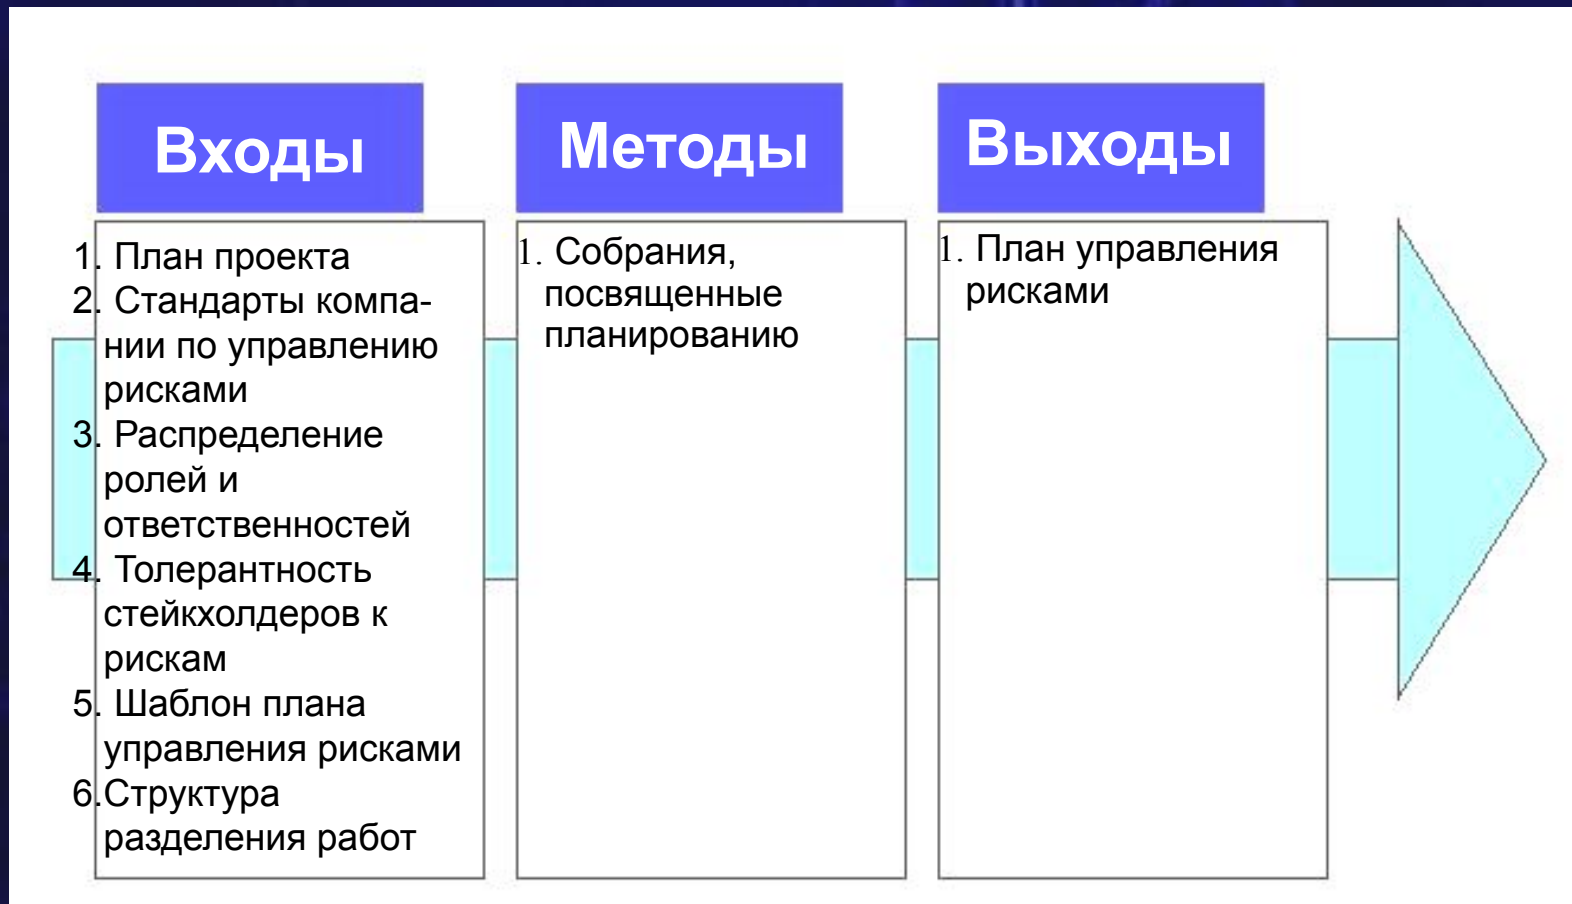 Входы
1. План проекта
2. Стандарты компа-
нии по управлению
рисками
3. Распределение
ролей и
ответственностей
4. Толерантность
стейкхолдеров к
рискам
5. Шаблон плана
управления рисками
6.Структура
разделения работ
Методы
1. Собрания,
посвященные
планированию
Выходы
1. План управления
рисками